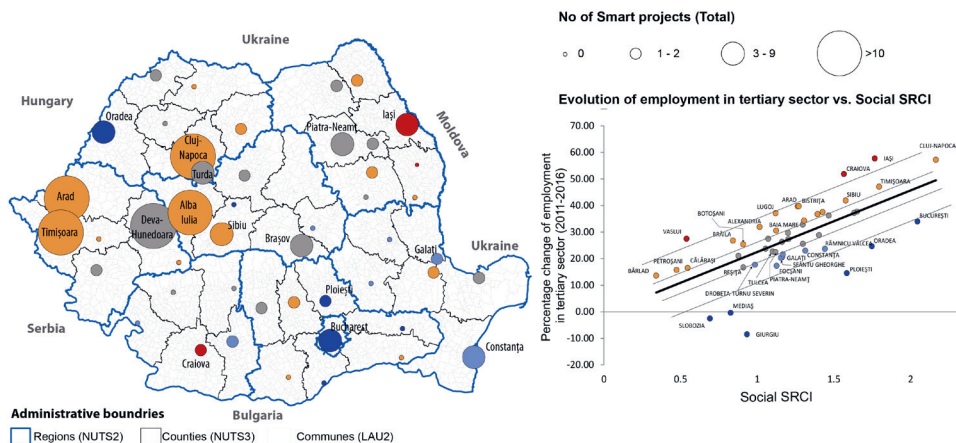 Ukraine
Hungary
Moldova
Ukraine
Serbia
Bulgaria
Oradea
Cluj-
Napoca
Turda
Piatra-Neamț
Iași
Arad
Timișoara
Deva-
Hunedoara
Alba
Iulia
Sibiu
Brașov
Galați
Ploiești
Bucharest
Craiova
Constanța
Administrative boundries
Regions (NUTS2)
Counties (NUTS3)
Communes (LAU2)
No of Smart projects (Total)
0
1 - 2
3 - 9
>10
Evolution of employment in tertiary sector vs. Social SRCI
Percentage change of employment
in tertiary sector (2011-2016)
70.00
60.00
50.00
40.00
30.00
20.00
10.00
0.00
-10.00
-20.00
0
0.5
1
1.5
2
Social SRCI
CLUJ-NAPOCA
IAȘI
CRAIOVA
TIMIȘOARA
SIBIU
ARAD
BISTRIȚA
LUGOJ
BUCUREȘTI
BOTOȘANI
ALEXANDRIA
BAIA MARE
VASLUI
BRĂILA
RÂMNICU VÂLCEA
ORADEA
CONSTANȚA
PETROȘANI
CĂLĂRAȘI
GALAȚI
SFÂNTU GHEORGHE
BÂRLAD
REȘIȚA
FOCȘANI
PLOIEȘTI
TULCEA
PIATRA-NEAMȚ
DROBETA TURNU SEVERIN
MEDIAȘ
SLOBOZIA
GIURGIU